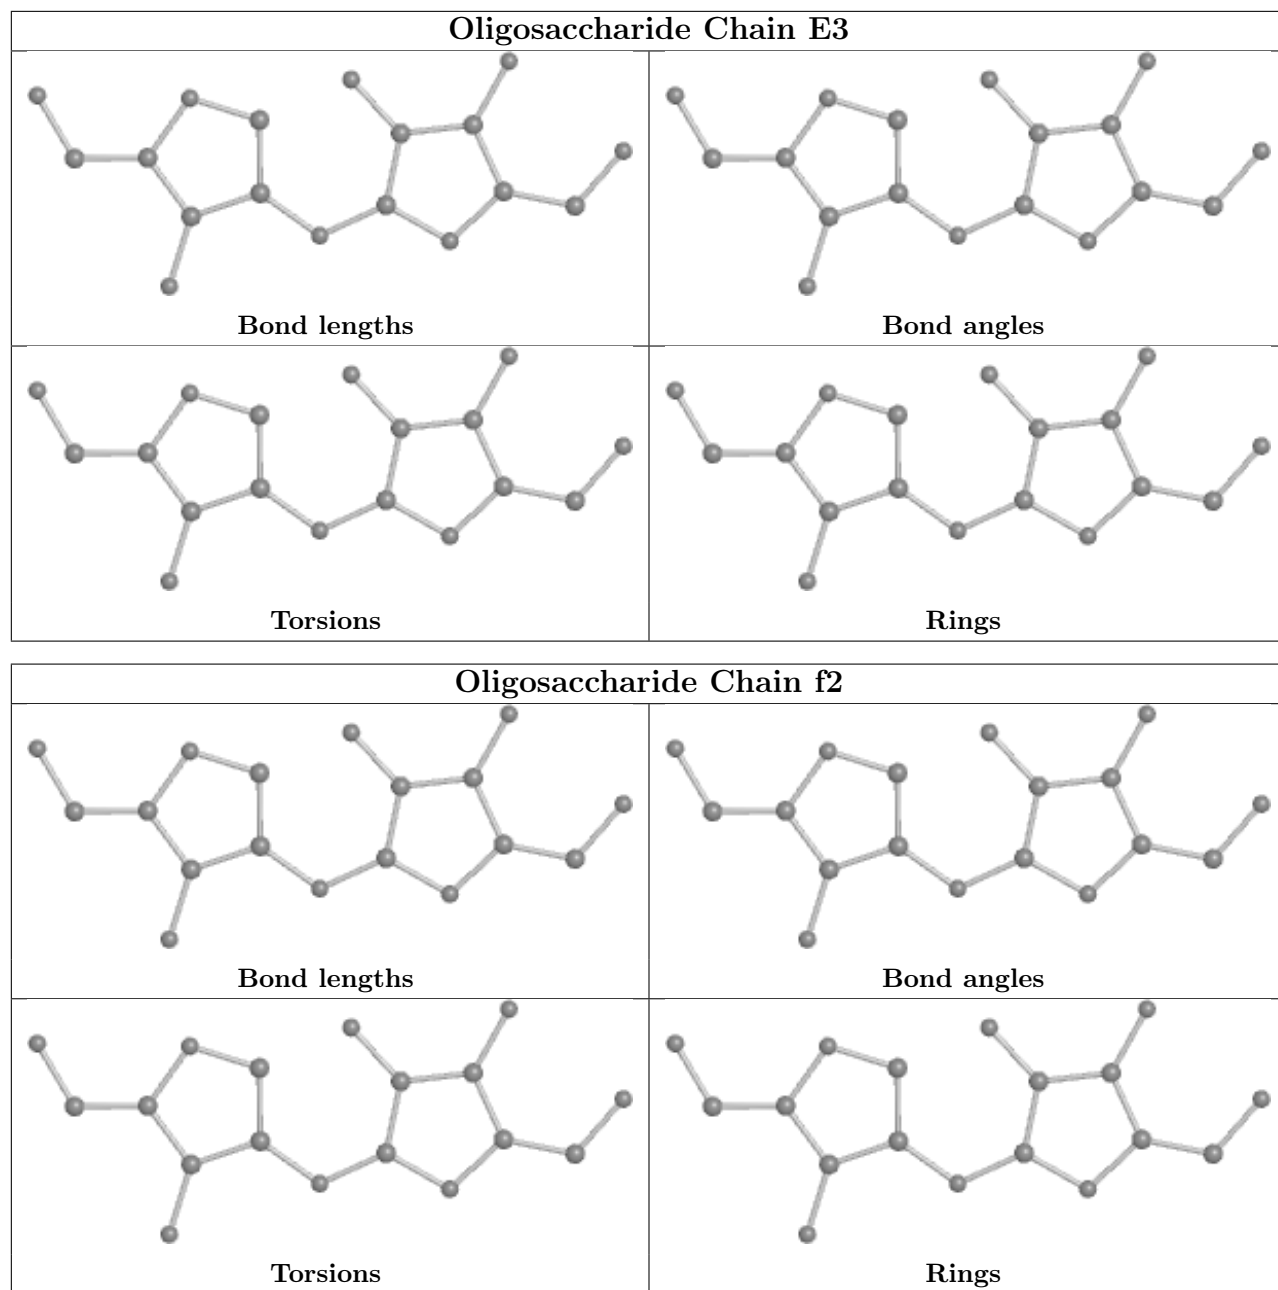 Oligosaccharide Chain E3
Bond lengths
Bond angles
Torsions
Rings
Oligosaccharide Chain f2
Bond lengths
Bond angles
Torsions
Rings